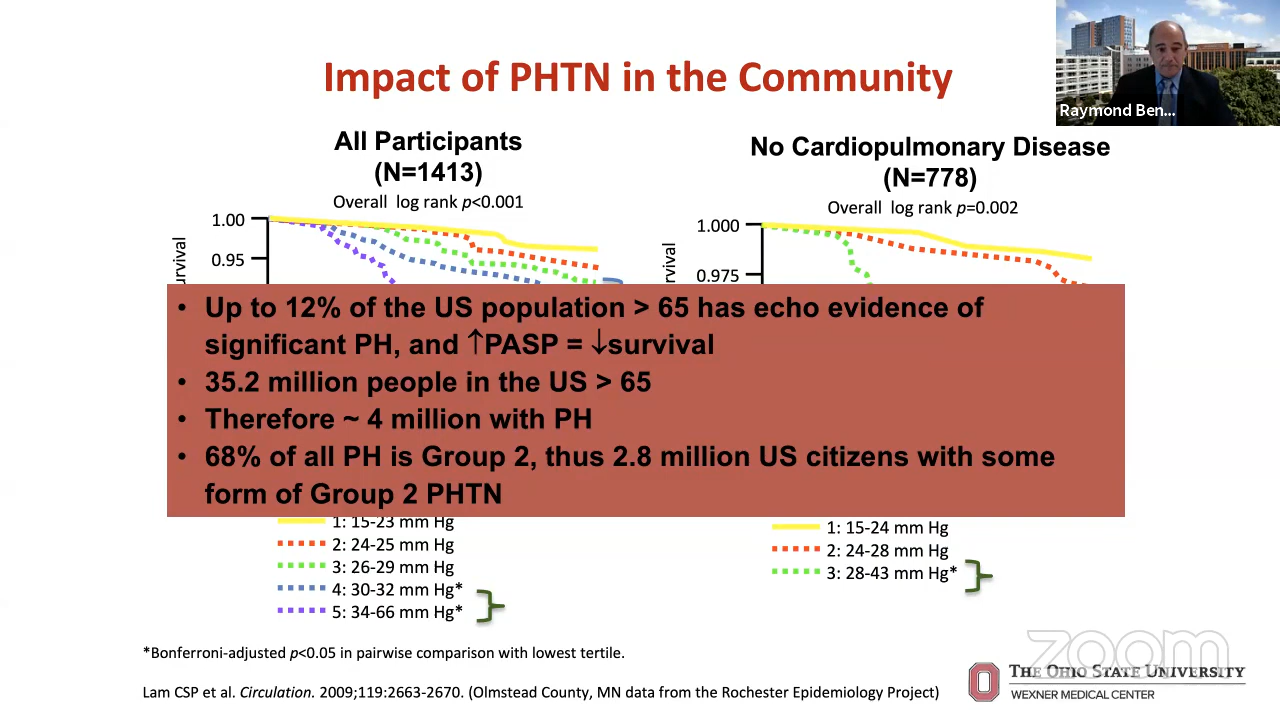 Impact of PHTN in the Community
Raymond Ben...
All Participants
(N=1413)
Overall log rank p<0.001
1.00
0.95
No Cardiopulmonary Disease
(N=778)
Overall log rank p=0.002
1.000
0.975
• Up to 12% of the US population > 65 has echo evidence of
significant PH, and ↑PASP = ↓survival
• 35.2 million people in the US > 65
• Therefore ~ 4 million with PH
• 68% of all PH is Group 2, thus 2.8 million US citizens with some
form of Group 2 PHTN
1: 15-23 mm Hg
2: 24-25 mm Hg
3: 26-29 mm Hg
4: 30-32 mm Hg*
5: 34-66 mm Hg*
1: 15-24 mm Hg
2: 24-28 mm Hg
3: 28-43 mm Hg*
*Bonferroni-adjusted p<0.05 in pairwise comparison with lowest tertile.
Lam CSP et al. Circulation. 2009;119:2663-2670. (Olmstead County, MN data from the Rochester Epidemiology Project)
zoom
THE OHIO STATE UNIVERSITY
WEXNER MEDICAL CENTER